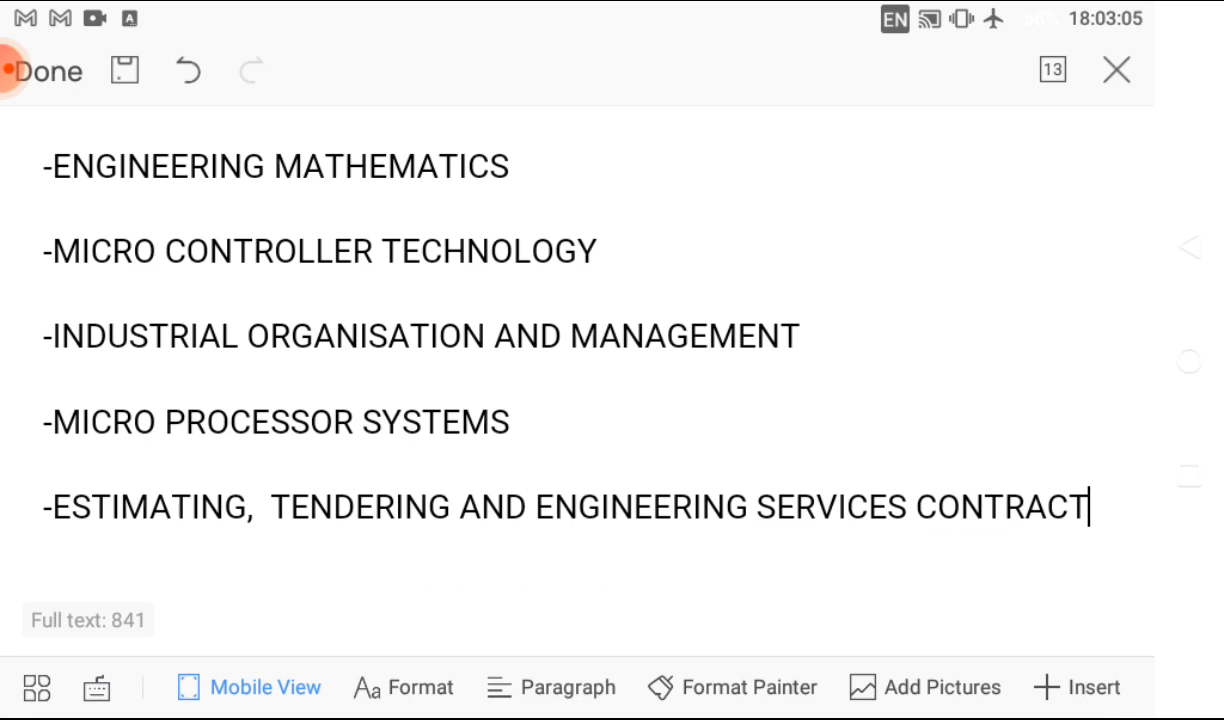 EN 18:03:05
Done 13
-ENGINEERING MATHEMATICS
-MICRO CONTROLLER TECHNOLOGY
-INDUSTRIAL ORGANISATION AND MANAGEMENT
-MICRO PROCESSOR SYSTEMS
-ESTIMATING,  TENDERING AND ENGINEERING SERVICES CONTRACT
Full text: 841
Mobile View Aa Format Paragraph Format Painter Add Pictures Insert